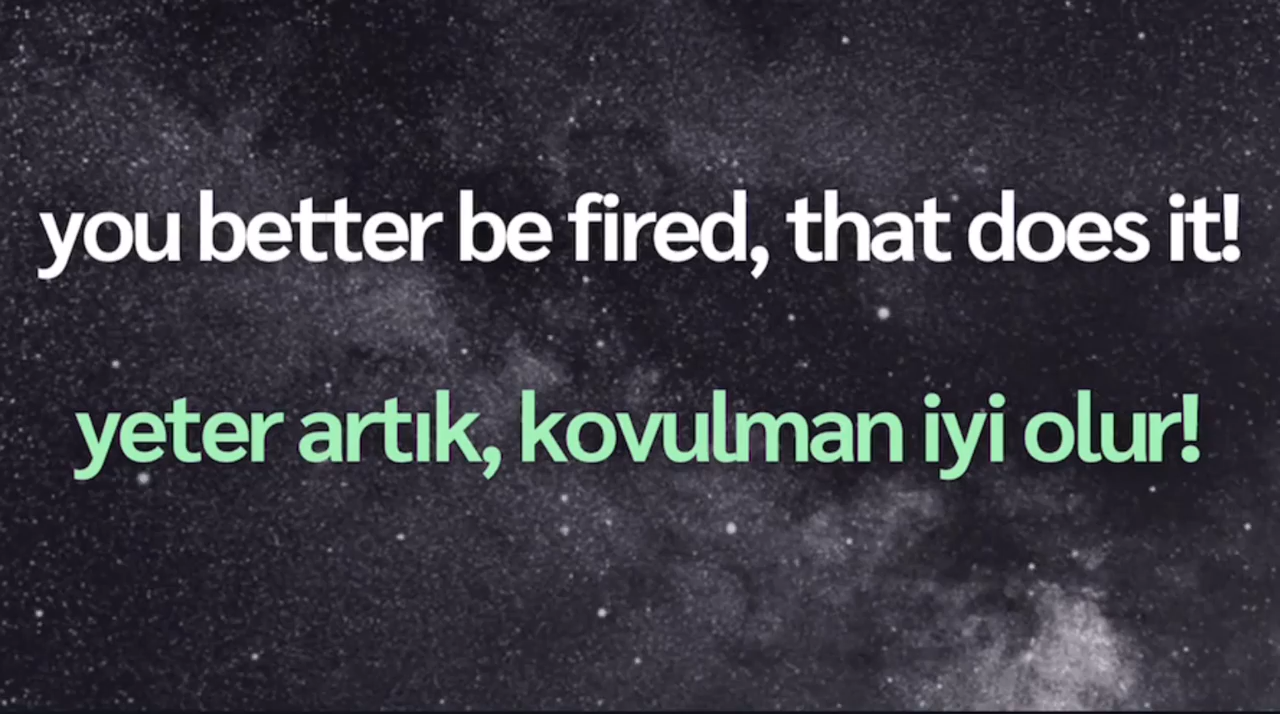 you better be fired, that does it!
yeter artık, kovulman iyi olur!